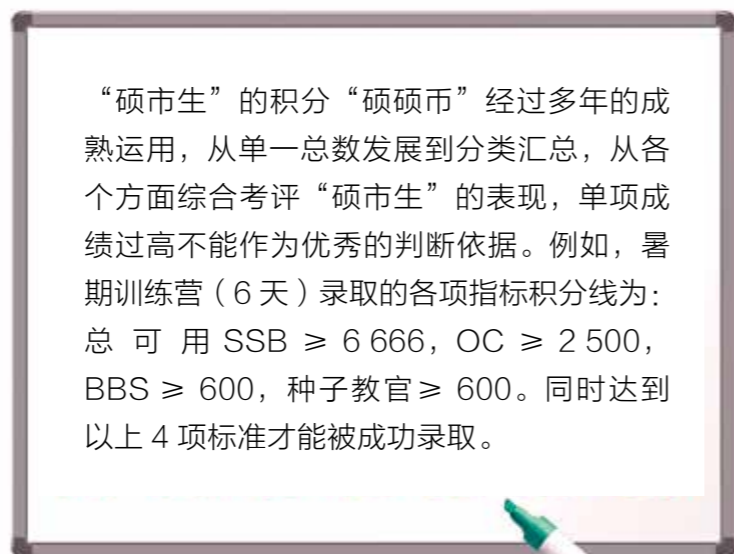 “硕市生”的积分“硕硕币”经过多年的成
熟运用，从单一总数发展到分类汇总，从各
个方面综合考评“硕市生”的表现，单项成
绩过高不能作为优秀的判断依据。例如，暑
期训练营（6 天）录取的各项指标积分线为：
总 可 用 SSB ≥ 6 666，OC ≥ 2 500，
BBS ≥ 600，种子教官≥ 600。同时达到
以上 4 项标准才能被成功录取。